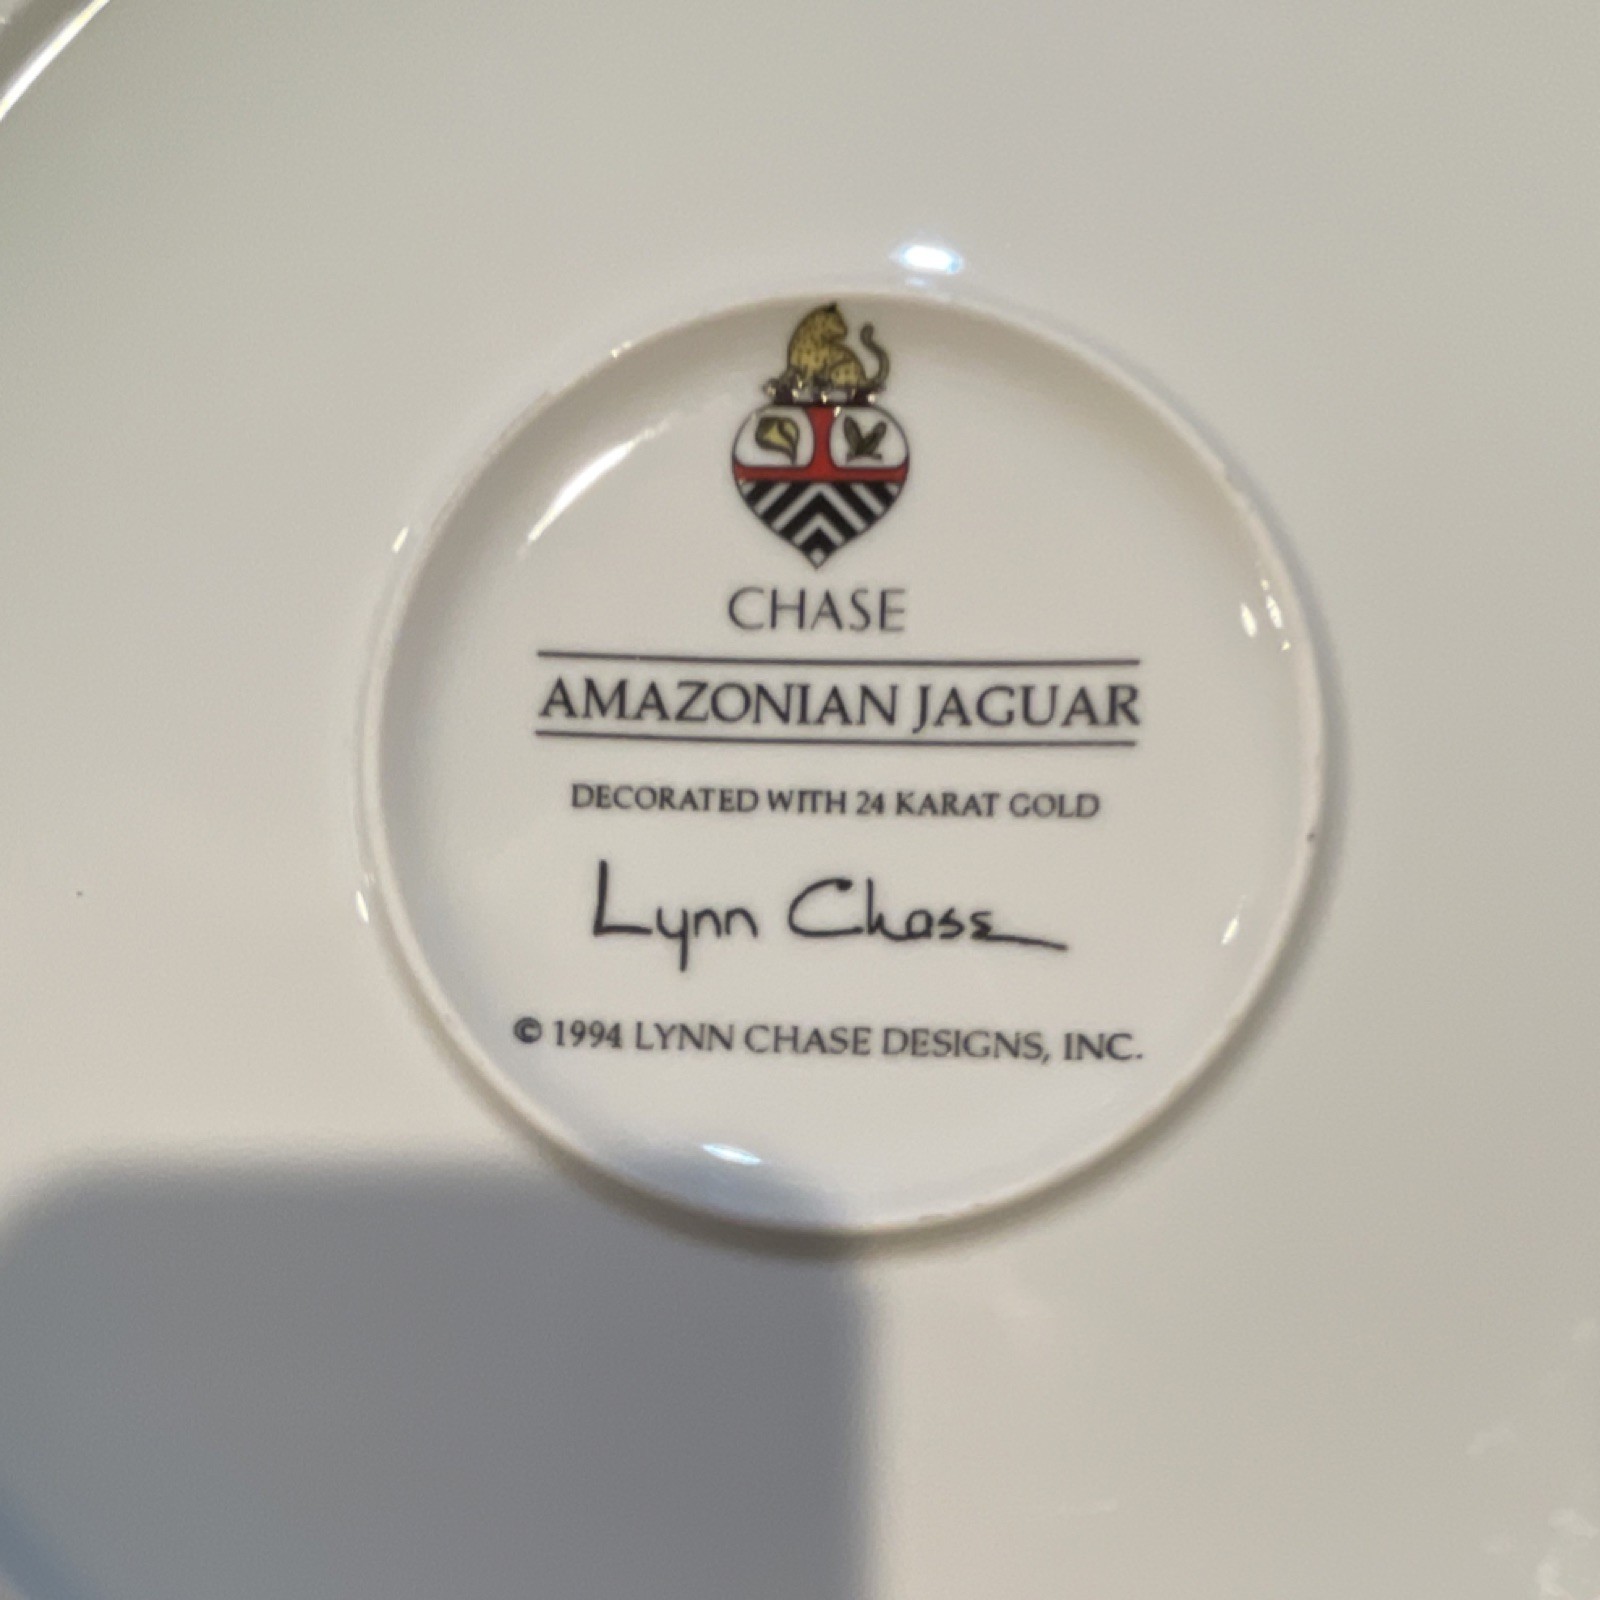 CHASE
AMAZONIAN JAGUAR
DECORATED WITH 24 KARAT GOLD
Lynn Chase
© 1994 LYNN CHASE DESIGNS, INC.